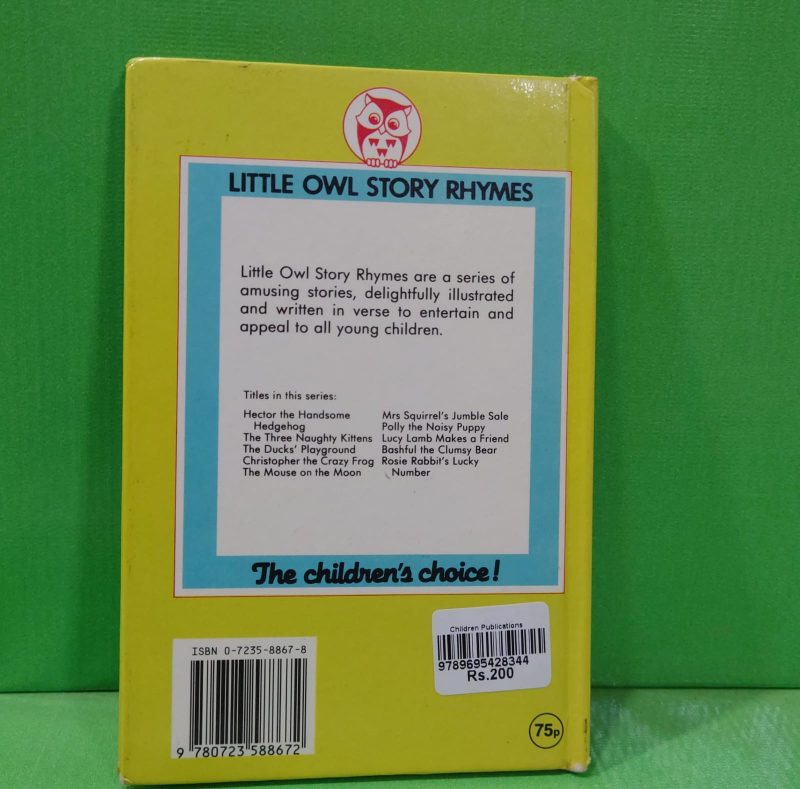 LITTLE OWL STORY RHYMES
Little Owl Story Rhymes are a series of
amusing stories, delightfully illustrated
and written in verse to entertain and
appeal to all young children.
Titles in this series:
Hector the Handsome
Hedgehog
The Three Naughty Kittens
The Ducks' Playground
Christopher the Crazy Frog
The Mouse on the Moon
Mrs Squirrel's Jumble Sale
Polly the Noisy Puppy
Lucy Lamb Makes a Friend
Bashful the Clumsy Bear
Rosie Rabbit's Lucky
Number
The children's choice!
ISBN 0-7235-8867-8
9 780723 588672
Children Publications
9789695428344
Rs.200
75p